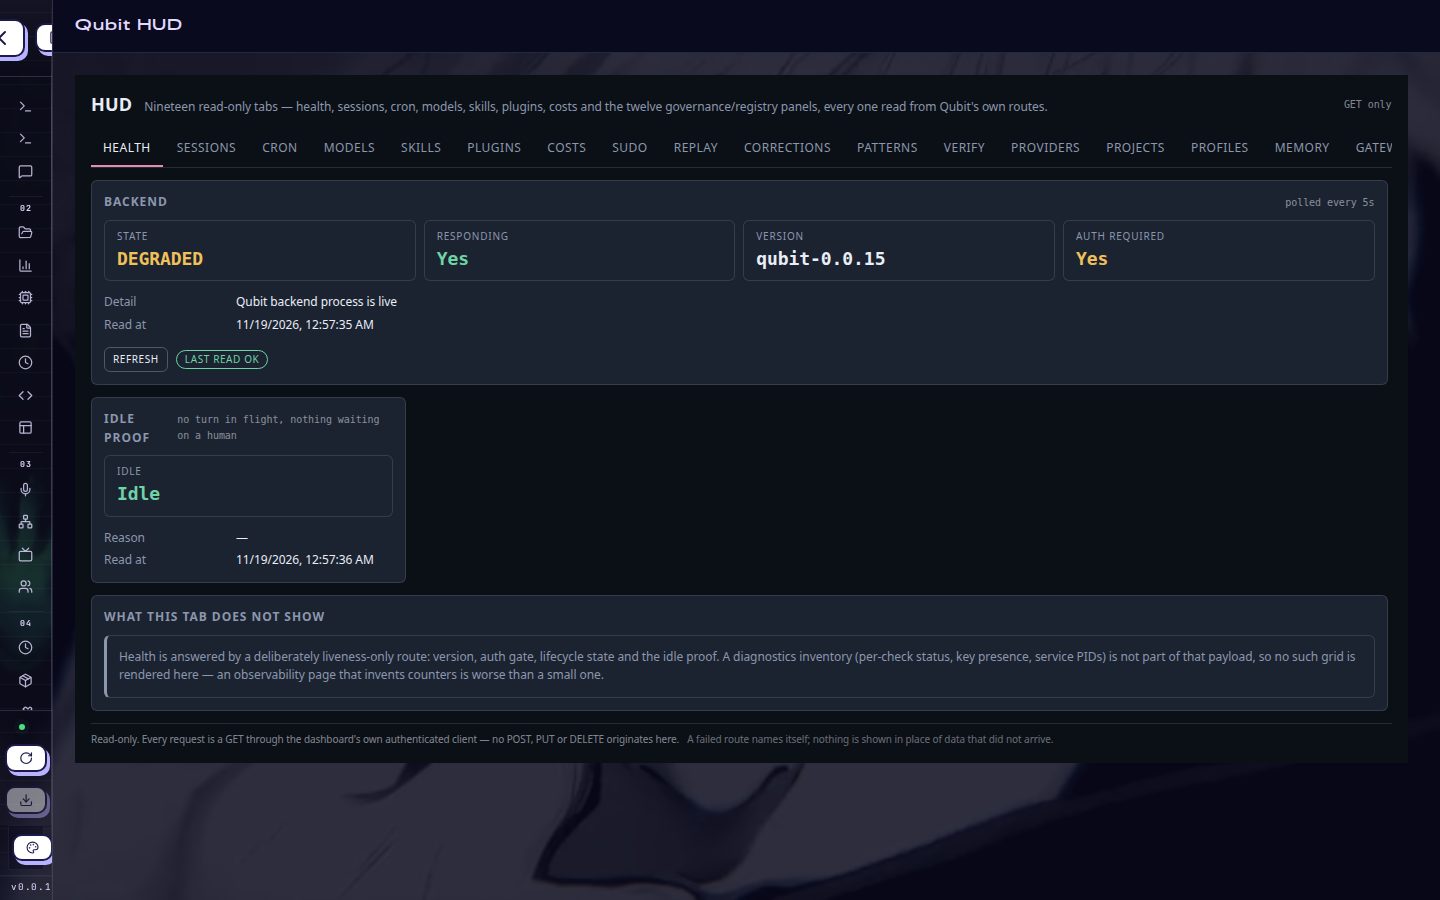 Qubit HUD
HUD Nineteen read-only tabs — health, sessions, cron, models, skills, plugins, costs and the twelve governance/registry panels, every one read from Qubit's own routes. GET only
HEALTH SESSIONS CRON MODELS SKILLS PLUGINS COSTS SUDO REPLAY CORRECTIONS PATTERNS VERIFY PROVIDERS PROJECTS PROFILES MEMORY GATEW
BACKEND polled every 5s
STATE RESPONDING VERSION AUTH REQUIRED
DEGRADED Yes qubit-0.0.15 Yes
Detail Qubit backend process is live
Read at 11/19/2026, 12:57:35 AM
REFRESH LAST READ OK
IDLE PROOF no turn in flight, nothing waiting on a human
IDLE
Idle
Reason —
Read at 11/19/2026, 12:57:36 AM
WHAT THIS TAB DOES NOT SHOW
Health is answered by a deliberately liveness-only route: version, auth gate, lifecycle state and the idle proof. A diagnostics inventory (per-check status, key presence, service PIDs) is not part of that payload, so no such grid is
rendered here — an observability page that invents counters is worse than a small one.
Read-only. Every request is a GET through the dashboard's own authenticated client — no POST, PUT or DELETE originates here. A failed route names itself; nothing is shown in place of data that did not arrive.
02
03
04
v0.0.1